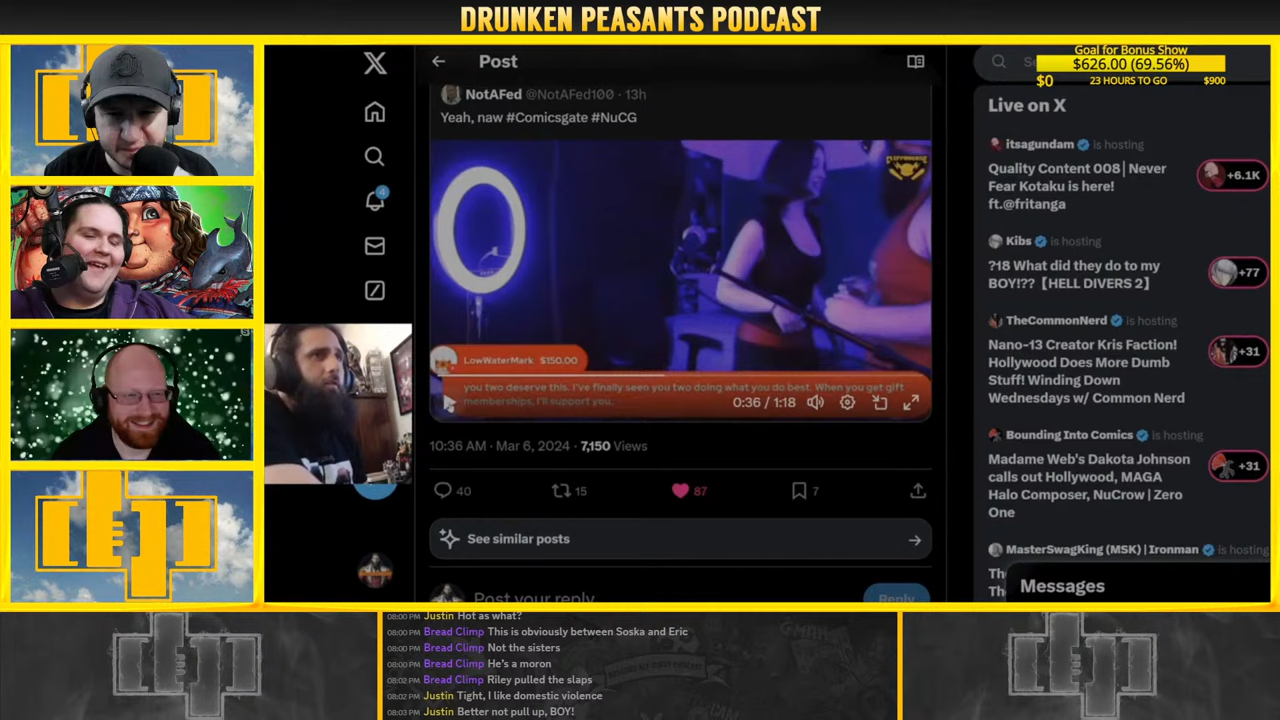 DRUNKEN PEASANTS PODCAST
Post
Goal for Bonus Show
$626.00 (69.56%)
$0
23 HOURS TO GO
$900
NotAFed @NotAFed100 · 13h
Yeah, naw #Comicsgate #NuCG
4
LowWaterMark $150.00
you two deserve this. I've finally seen you two doing what you do best. When you get gift
memberships, I'll support you.
0:36 / 1:18
10:36 AM · Mar 6, 2024 · 7,150 Views
40
15
87
7
See similar posts
Post your reply
Reply
Live on X
itsagundam is hosting
Quality Content 008| Never
Fear Kotaku is here!
ft.@fritanga
+6.1K
Kibs is hosting
?18 What did they do to my
BOY!??【HELL DIVERS 2】
+77
TheCommonNerd is hosting
Nano-13 Creator Kris Faction!
Hollywood Does More Dumb
Stuff! Winding Down
Wednesdays w/ Common Nerd
+31
Bounding Into Comics is hosting
Madame Web's Dakota Johnson
calls out Hollywood, MAGA
Halo Composer, NuCrow | Zero
One
+31
MasterSwagKing (MSK) | Ironman is hosting
Messages
08:00 PM Justin Hot as what?
08:00 PM Bread Climp This is obviously between Soska and Eric
08:00 PM Bread Climp Not the sisters
08:00 PM Bread Climp He's a moron
08:00 PM Bread Climp Riley pulled the slaps
08:02 PM Justin Tight, I like domestic violence
08:03 PM Justin Better not pull up, BOY!